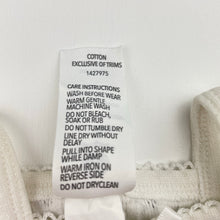 COTTON
EXCLUSIVE OF TRIMS
1427975
CARE INSTRUCTIONS
WASH BEFORE WEAR
WARM GENTLE
MACHINE WASH
DO NOT BLEACH,
SOAK OR RUB
DO NOT TUMBLE DRY
LINE DRY WITHOUT
DELAY
PULL INTO SHAPE
WHILE DAMP
WARM IRON ON
REVERSE SIDE
DO NOT DRYCLEAN